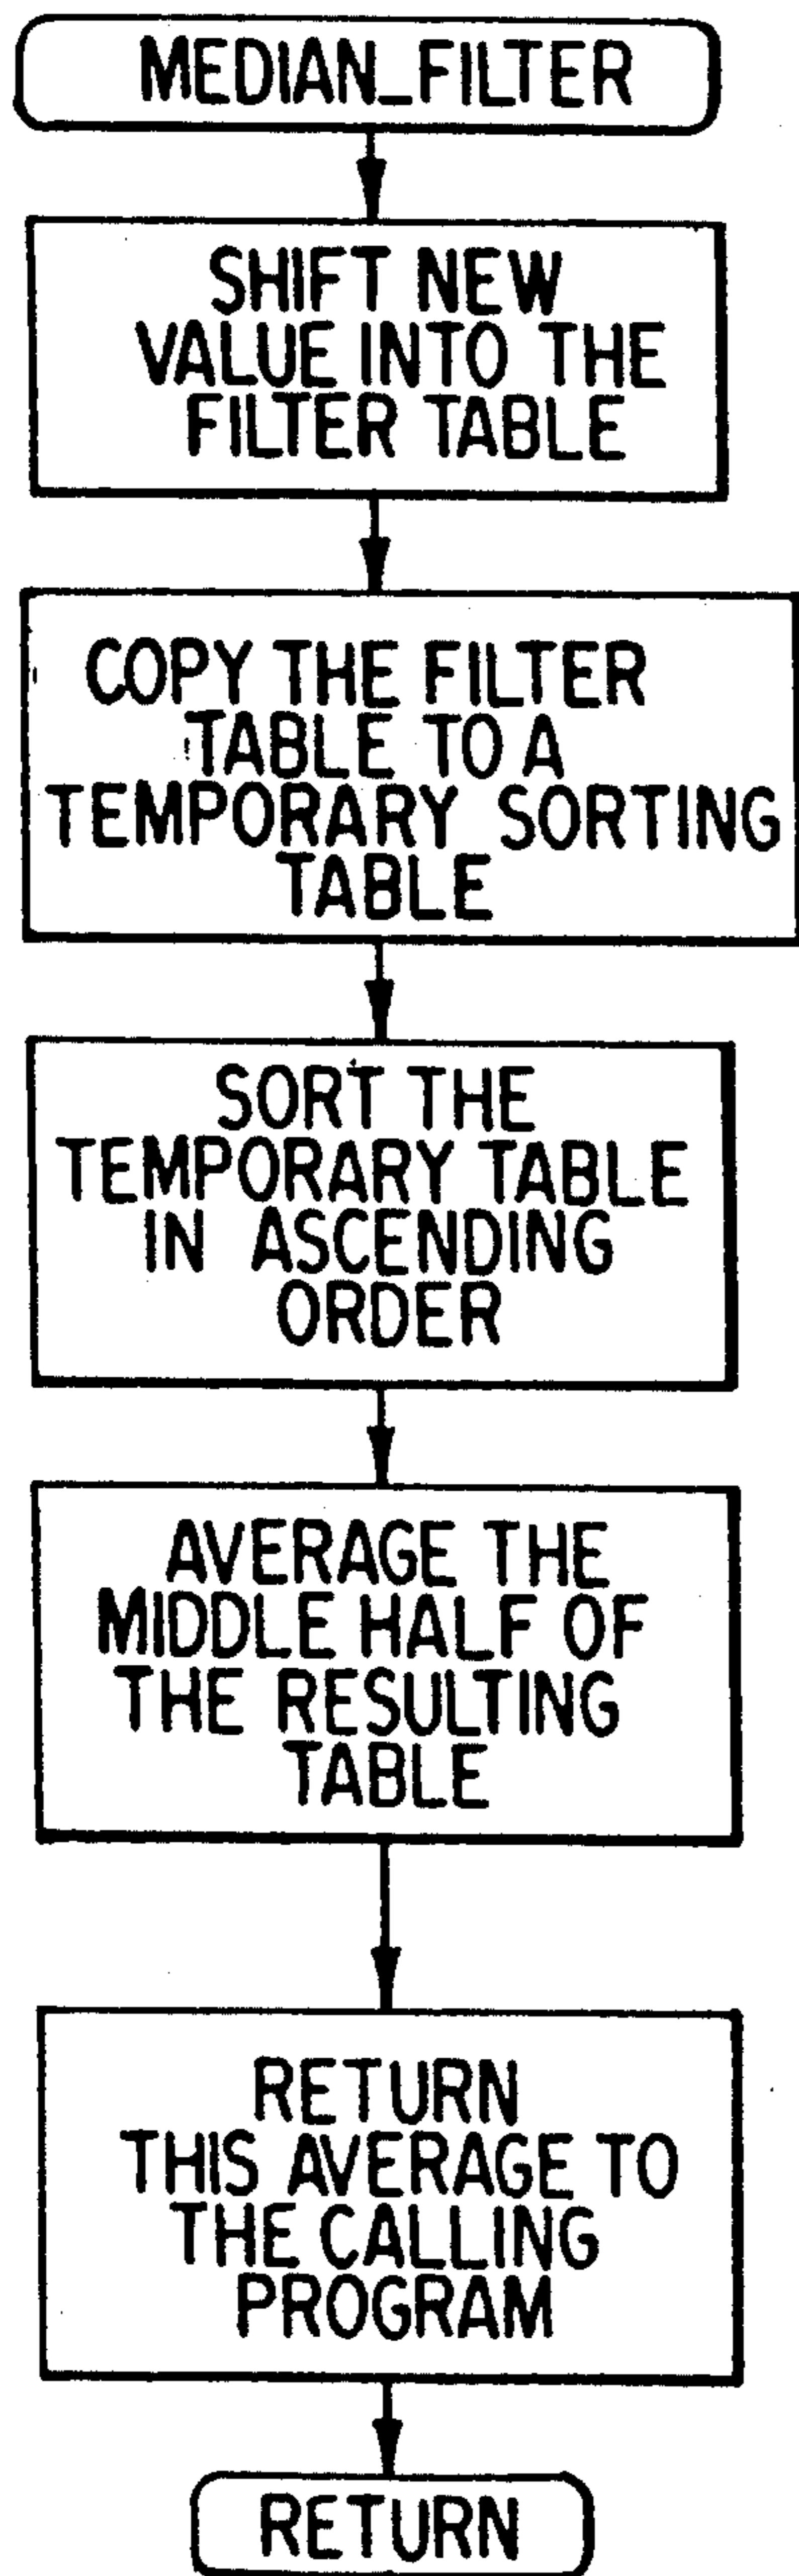 MEDIAN_FILTER
SHIFT NEW
VALUE INTO THE
FILTER TABLE
COPY THE FILTER
TABLE TO A
TEMPORARY SORTING
TABLE
SORT THE
TEMPORARY TABLE
IN ASCENDING
ORDER
AVERAGE THE
MIDDLE HALF OF
THE RESULTING
TABLE
RETURN
THIS AVERAGE TO
THE CALLING
PROGRAM
RETURN